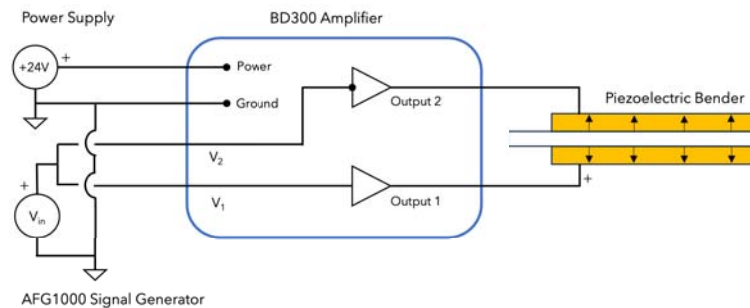 Power Supply
BD300 Amplifier
+
+24V
Power
Ground
Output 2
Piezoelectric Bender
V2
+
Vin
V1
Output 1
+
AFG1000 Signal Generator